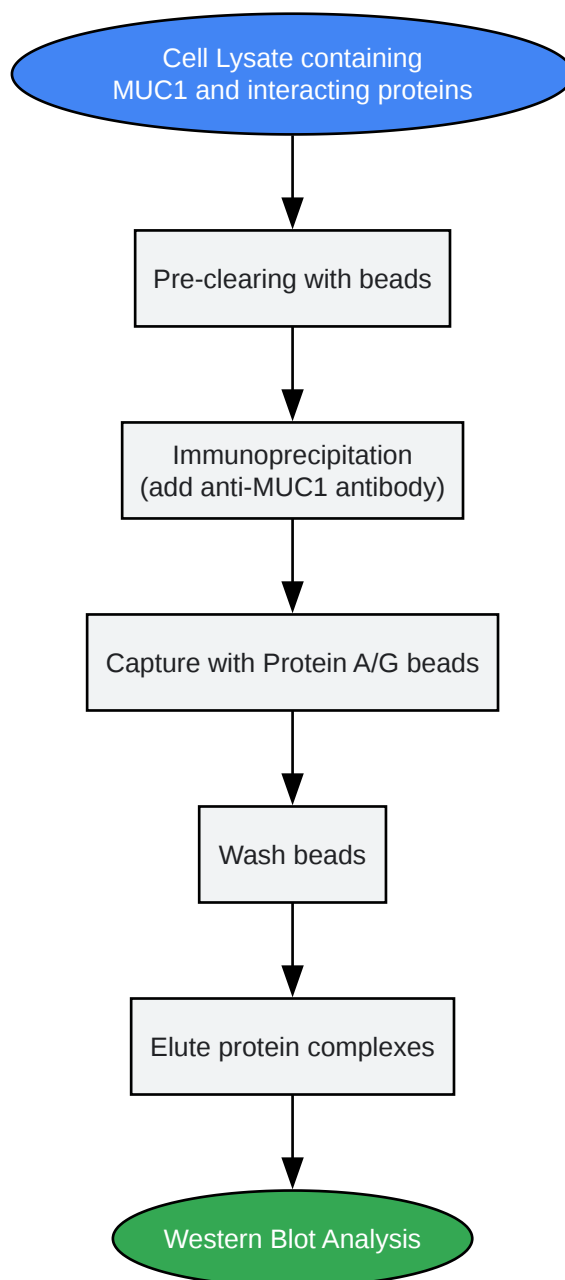 Cell Lysate containing
MUC1 and interacting proteins
Pre-clearing with beads
Immunoprecipitation
(add anti-MUC1 antibody)
Capture with Protein A/G beads
Wash beads
Elute protein complexes
Western Blot Analysis